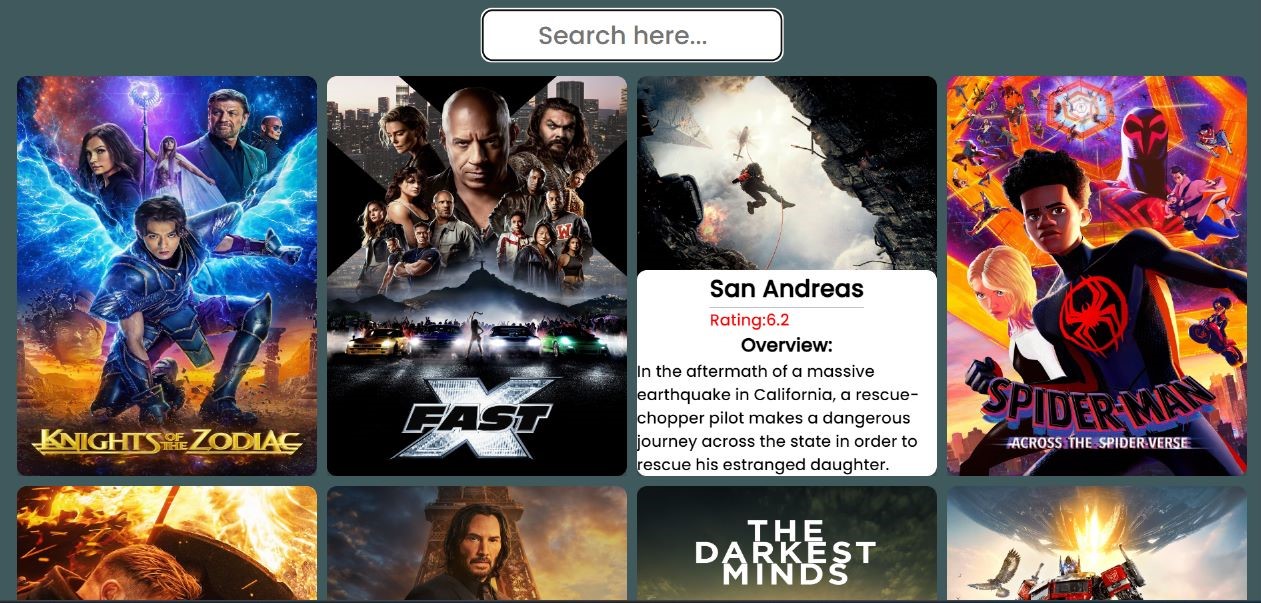 Search here...
KNIGHTS OF THE ZODIAC
FAST X
San Andreas
Rating:6.2
Overview:
In the aftermath of a massive
earthquake in California, a rescue-
chopper pilot makes a dangerous
journey across the state in order to
rescue his estranged daughter.
W
SPIDER-MAN
ACROSS THE SPIDER-VERSE
THE
DARKEST
MINDS